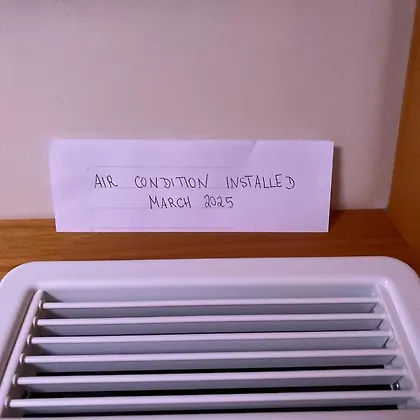 AIR CONDITION INSTALLED
MARCH 2025